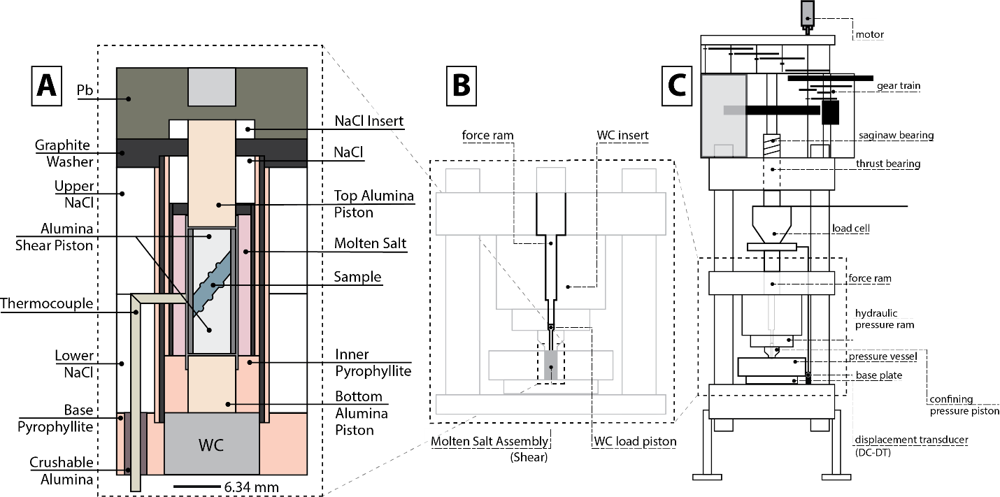 A
Pb
Graphite
Washer
Upper
NaCl
Alumina
Shear Piston
Thermocouple
Lower
NaCl
Base
Pyrophyllite
Crushable
Alumina
NaCl Insert
NaCl
Top Alumina
Piston
Molten Salt
Sample
Inner
Pyrophyllite
Bottom
Alumina
Piston
WC
6.34 mm
B
force ram
WC insert
Molten Salt Assembly
(Shear)
WC load piston
C
motor
gear train
saginaw bearing
thrust bearing
load cell
force ram
hydraulic
pressure ram
pressure vessel
base plate
confining
pressure piston
displacement transducer
(DC-DT)